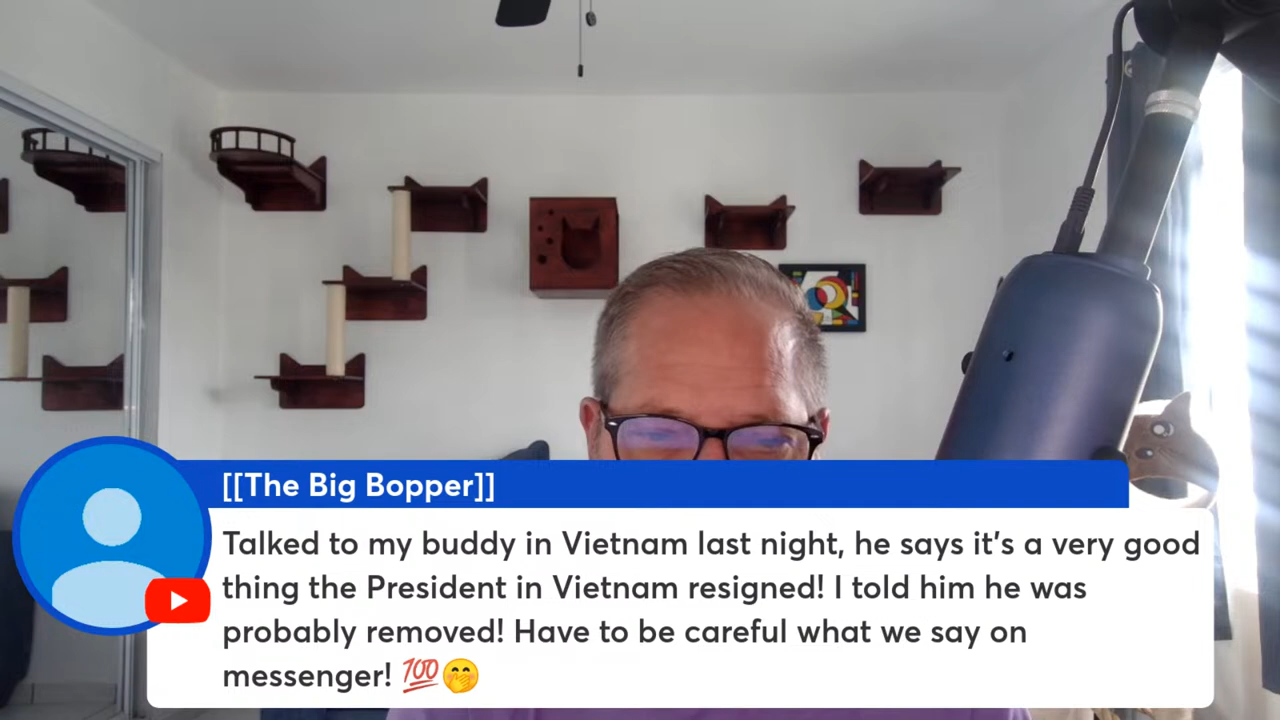 [[The Big Bopper]]
Talked to my buddy in Vietnam last night, he says it's a very good
thing the President in Vietnam resigned! I told him he was
probably removed! Have to be careful what we say on
messenger! 💯🤭